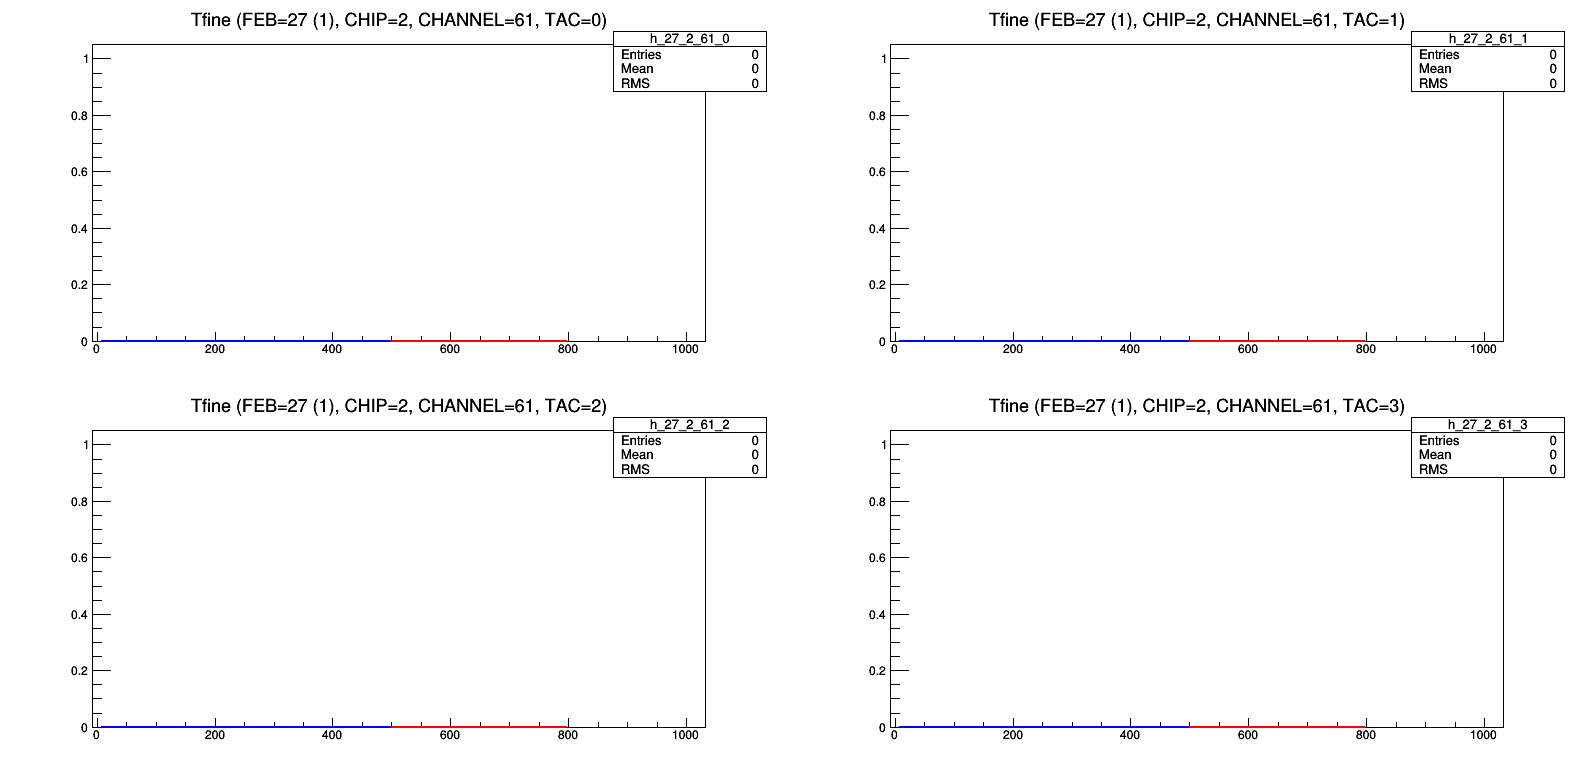 Tfine (FEB=27 (1), CHIP=2, CHANNEL=61, TAC=0)
h_27_2_61_0
Entries 0
Mean 0
RMS 0
1
0.8
0.6
0.4
0.2
0
0 200 400 600 800 1000
Tfine (FEB=27 (1), CHIP=2, CHANNEL=61, TAC=1)
h_27_2_61_1
Entries 0
Mean 0
RMS 0
1
0.8
0.6
0.4
0.2
0
0 200 400 600 800 1000
Tfine (FEB=27 (1), CHIP=2, CHANNEL=61, TAC=2)
h_27_2_61_2
Entries 0
Mean 0
RMS 0
1
0.8
0.6
0.4
0.2
0
0 200 400 600 800 1000
Tfine (FEB=27 (1), CHIP=2, CHANNEL=61, TAC=3)
h_27_2_61_3
Entries 0
Mean 0
RMS 0
1
0.8
0.6
0.4
0.2
0
0 200 400 600 800 1000